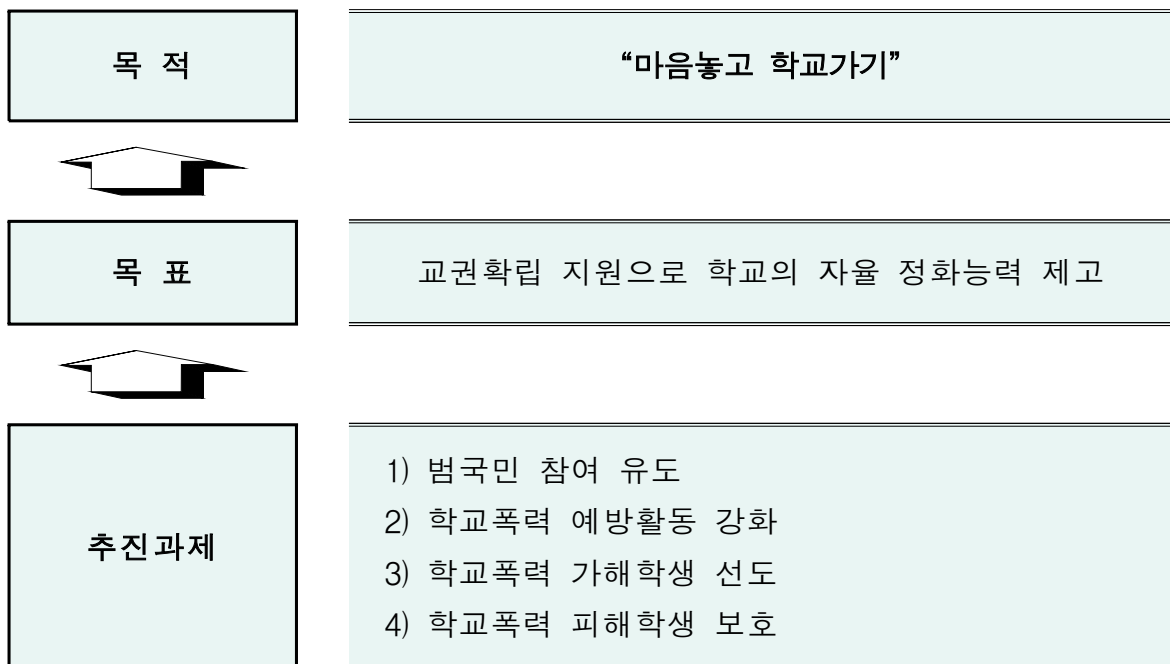 목 적
“마음놓고 학교가기”
목 표
교권확립 지원으로 학교의 자율 정화능력 제고
추진과제
1) 범국민 참여 유도
2) 학교폭력 예방활동 강화
3) 학교폭력 가해학생 선도
4) 학교폭력 피해학생 보호